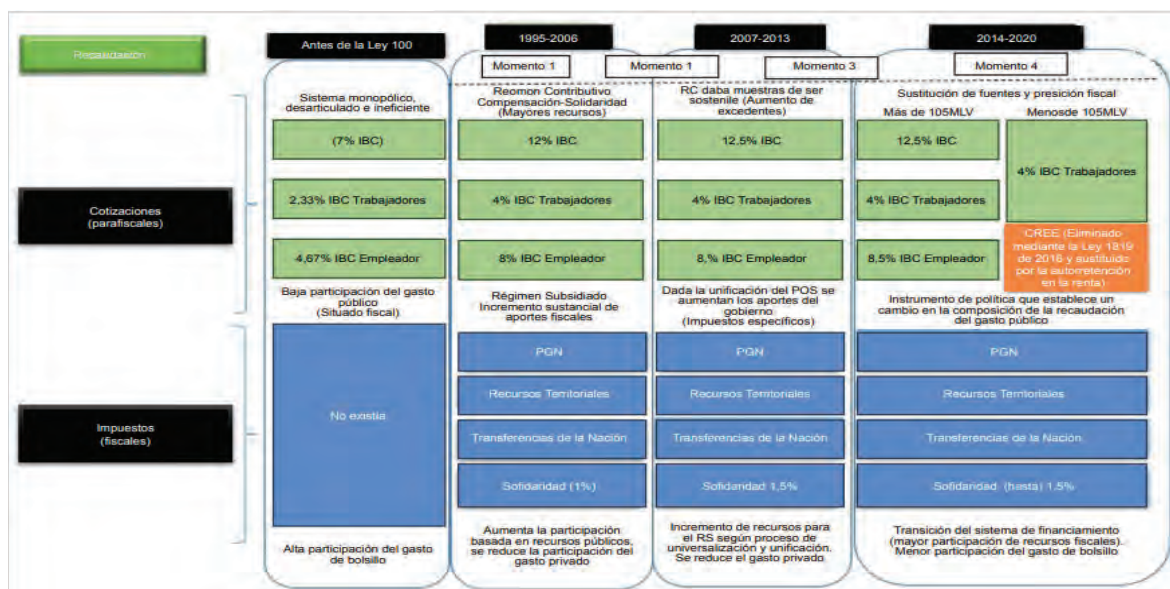 Recaudación
Antes de la Ley 100
1995-2006
2007-2013
2014-2020
Momento 1
Momento 1
Momento 3
Momento 4
Cotizaciones
(parafiscales)
Impuestos
(fiscales)
Sistema monopólico,
desarticulado e ineficiente
(7% IBC)
2,33% IBC Trabajadores
4,67% IBC Empleador
Baja participación del gasto
público
(Situado fiscal)
No existía
Alta participación del gasto
de bolsillo
Reomon Contributivo
Compensación-Solidaridad
(Mayores recursos)
12% IBC
4% IBC Trabajadores
8% IBC Empleador
Régimen Subsidiado
Incremento sustancial de
aportes fiscales
PGN
Recursos Territoriales
Transferencias de la Nación
Solidaridad (1%)
Aumenta la participación
basada en recursos públicos,
se reduce la participación del
gasto privado
RC daba muestras de ser
sostenile (Aumento de
excedentes)
12.5% IBC
4% IBC Trabajadores
8,% IBC Empleador
Dada la unificación del POS se
aumentan los aportes del
gobierno
(Impuestos específicos)
PGN
Recursos Territoriales
Transferencias de la Nación
Solidaridad 1,5%
Incremento de recursos para
el RS según proceso de
universalización y unificación.
Se reduce el gasto privado
Sustitución de fuentes y presición fiscal
Más de 105MLV
Menosde 105MLV
12,5% IBC
4% IBC Trabajadores
4% IBC Trabajadores
8,5% IBC Empleador
CREE (Eliminado
mediante la Ley 1819
de 2016 y sustituido
por la autorretención
en la renta)
Instrumento de política que establece un
cambio en la composición de la recaudación
del gasto público
PGN
Recursos Territoriales
Transferencias de la Nación
Solidaridad (hasta) 1.5%
Transición del sistema de financiamiento
(mayor participación de recursos fiscales).
Menor participación del gasto de bolsillo